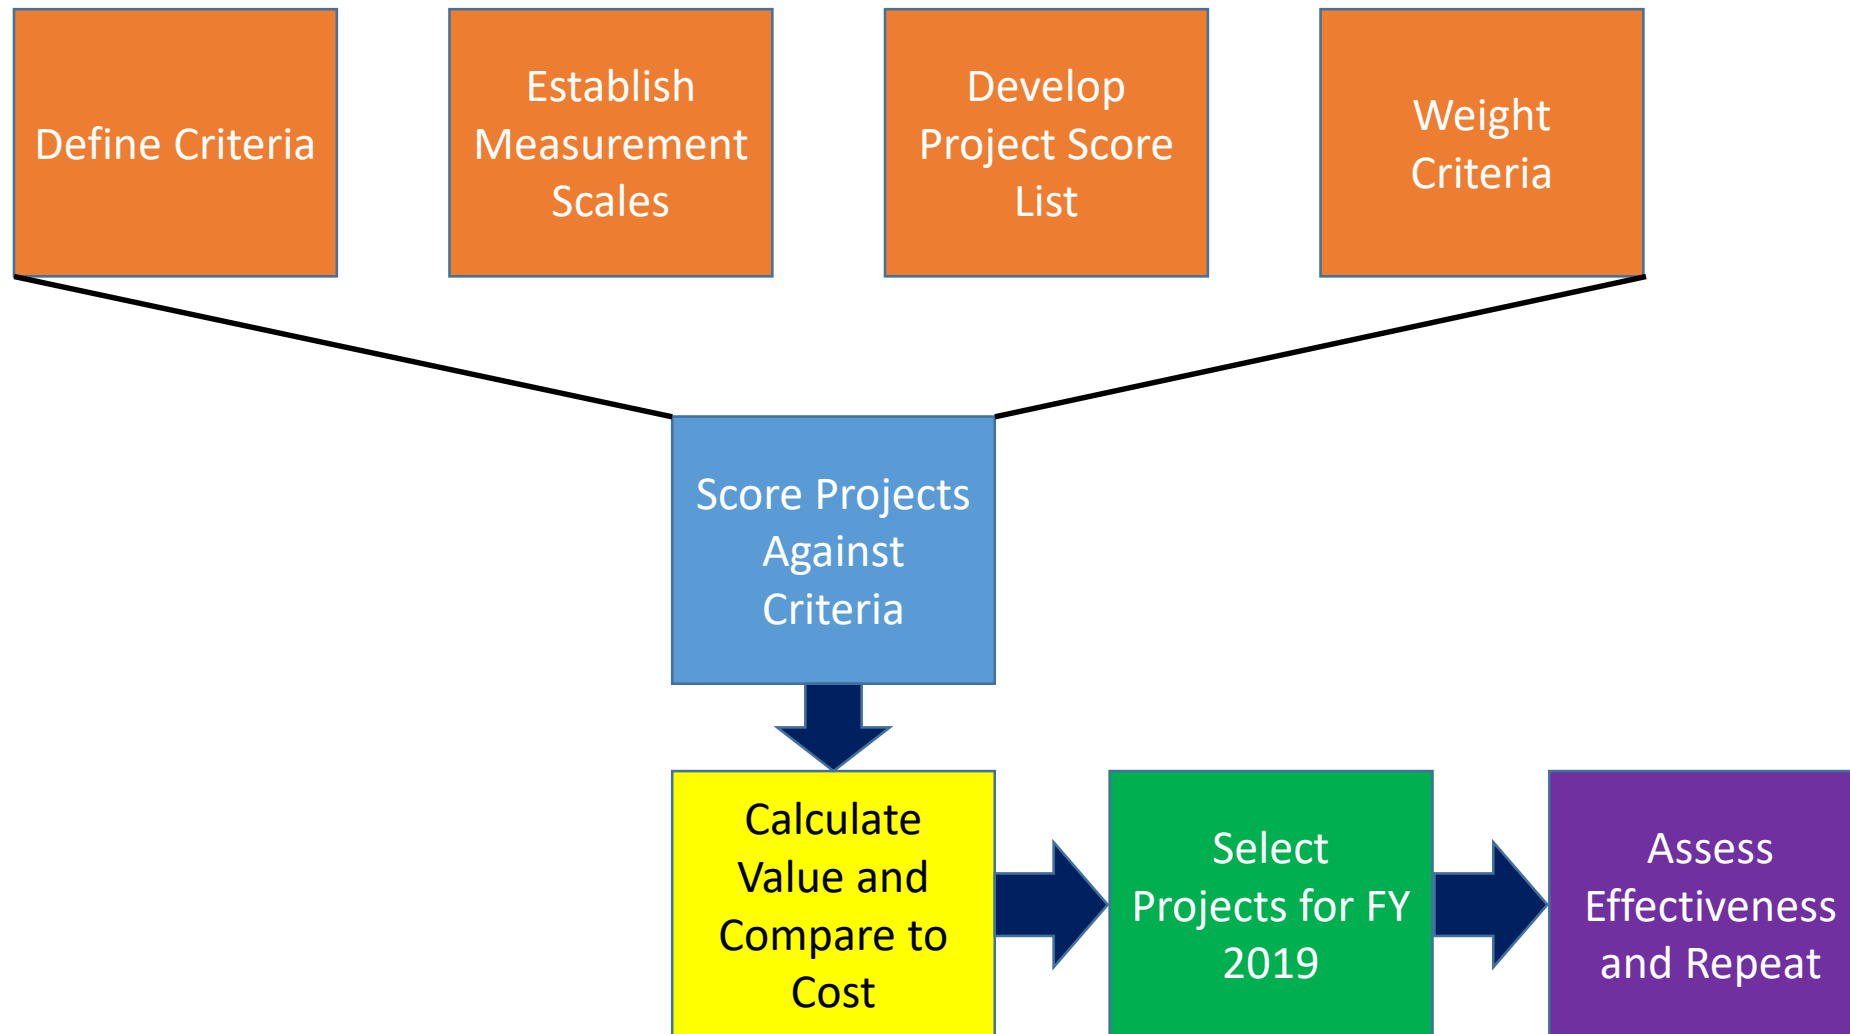 Define Criteria
Establish
Measurement
Scales
Develop
Project Score
List
Weight
Criteria
Score Projects
Against
Criteria
Calculate
Value and
Compare to
Cost
Select
Projects for FY
2019
Assess
Effectiveness
and Repeat